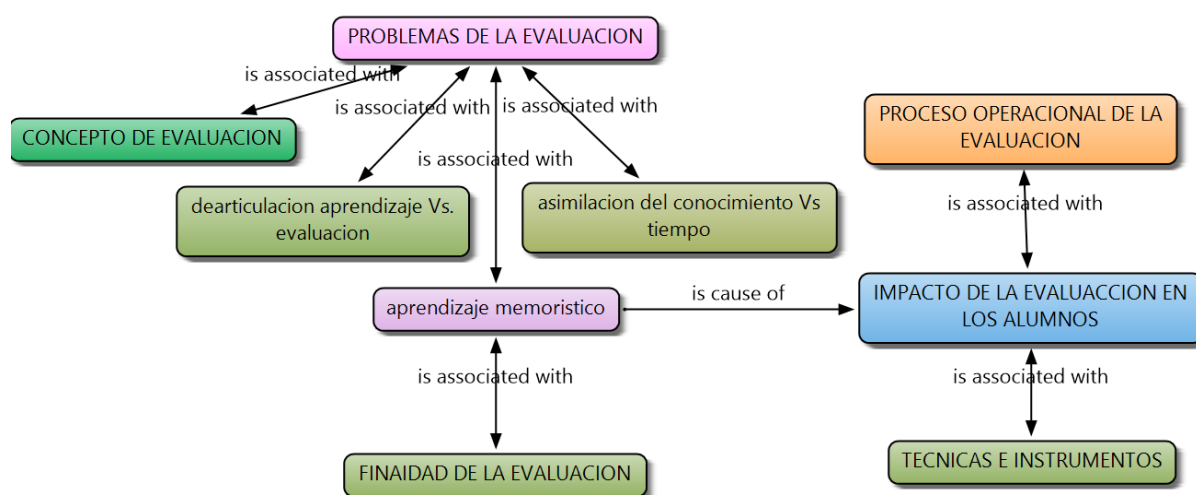 PROBLEMAS DE LA EVALUACION
is associated with
is associated with
is associated with
PROCESO OPERACIONAL DE LA
EVALUACION
CONCEPTO DE EVALUACION
is associated with
dearticulacion aprendizaje Vs.
evaluacion
asimilacion del conocimiento Vs
tiempo
is associated with
aprendizaje memoristico
is cause of
IMPACTO DE LA EVALUACCION EN
LOS ALUMNOS
is associated with
is associated with
FINAIDAD DE LA EVALUACION
TECNICAS E INSTRUMENTOS